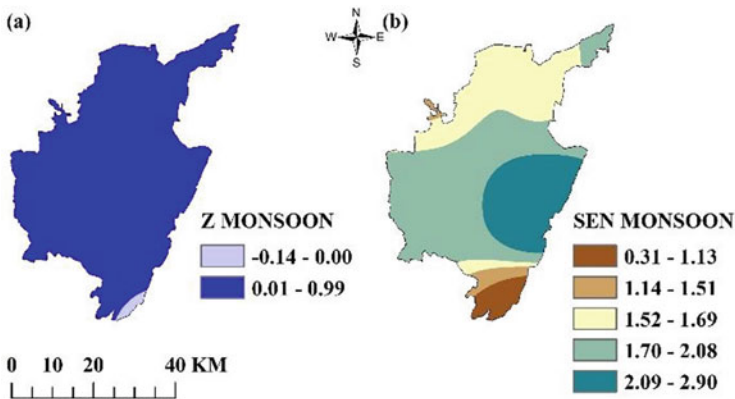 (a)
N
W E
S
(b)
Z MONSOON
-0.14 - 0.00
0.01 - 0.99
0 10 20 40 KM
SEN MONSOON
0.31 - 1.13
1.14 - 1.51
1.52 - 1.69
1.70 - 2.08
2.09 - 2.90